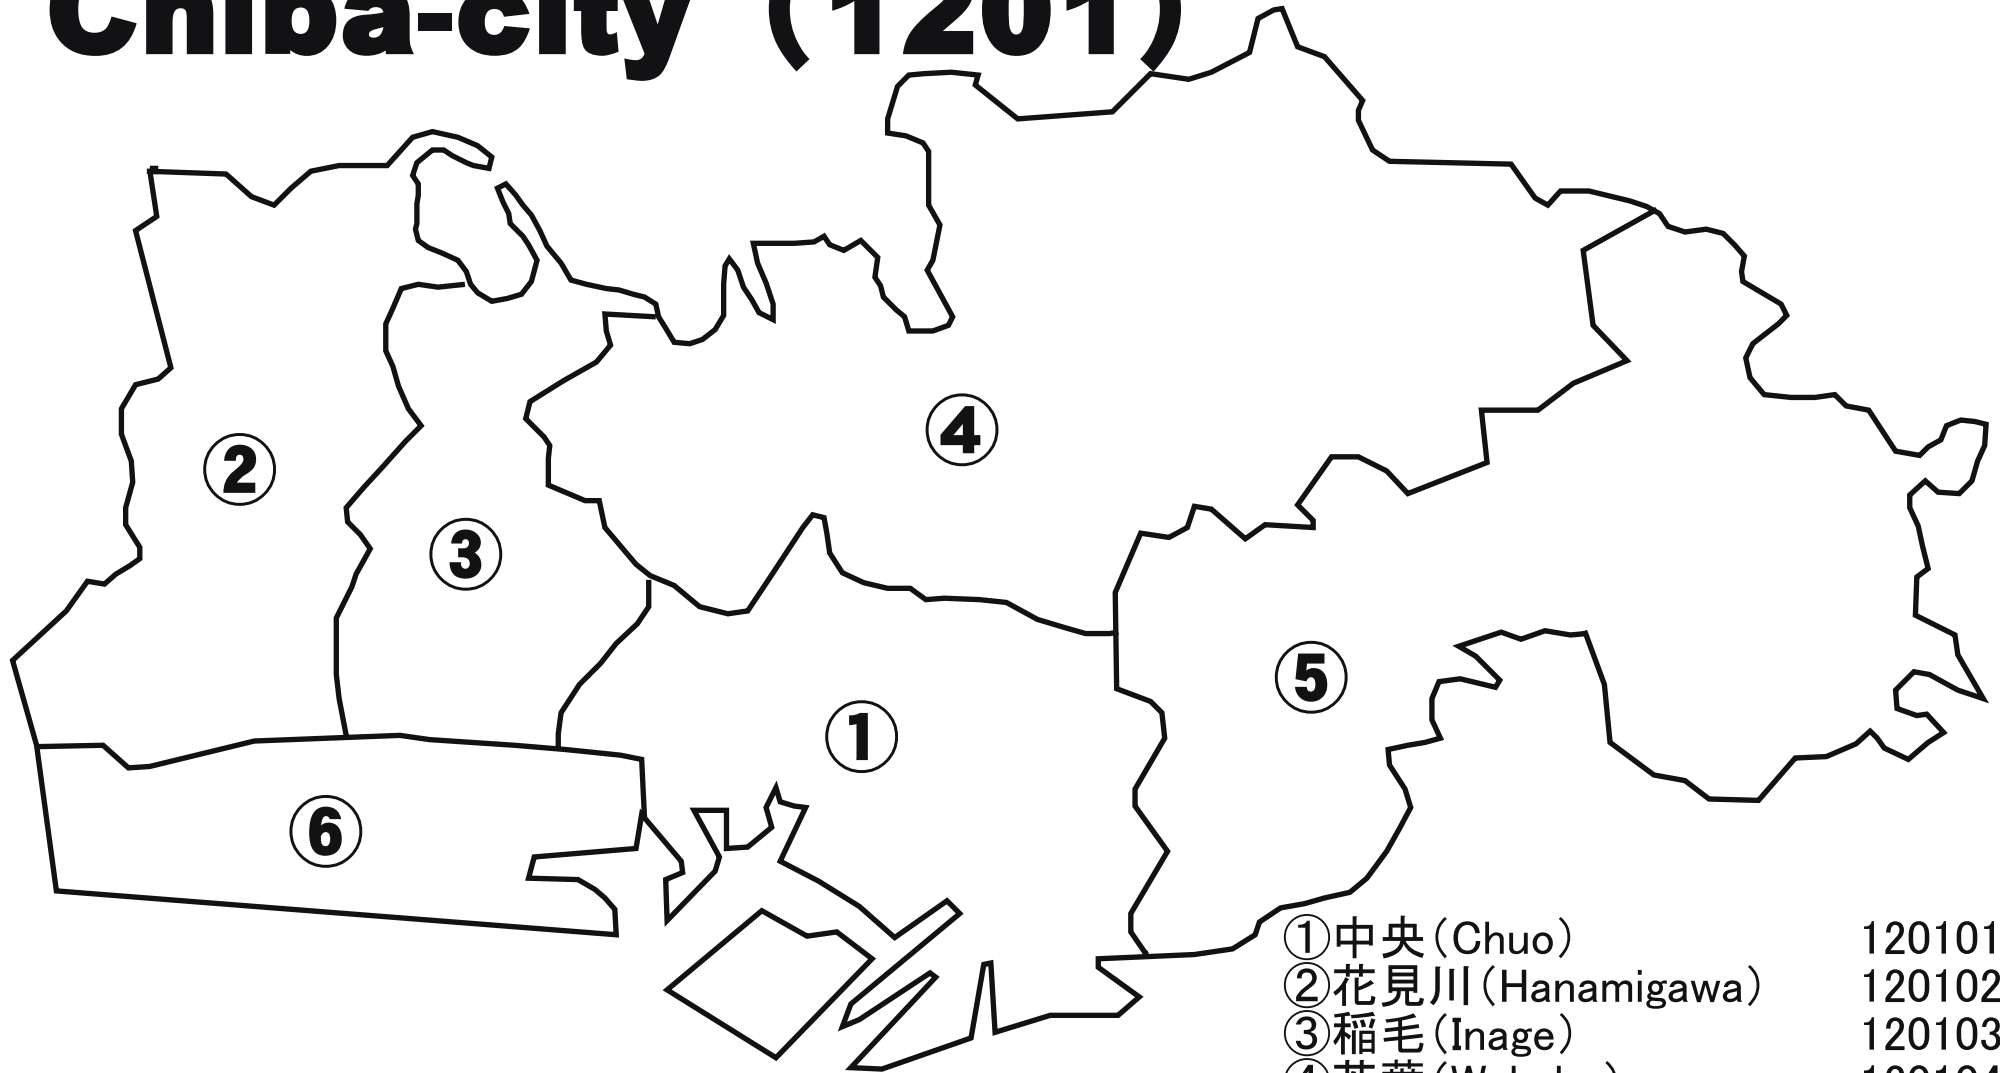 Chiba-city（1201）
④
②
③
⑤
①
⑥
①中央（Chuo） 120101
②花見川（Hanamigawa） 120102
③稲毛（Inage） 120103